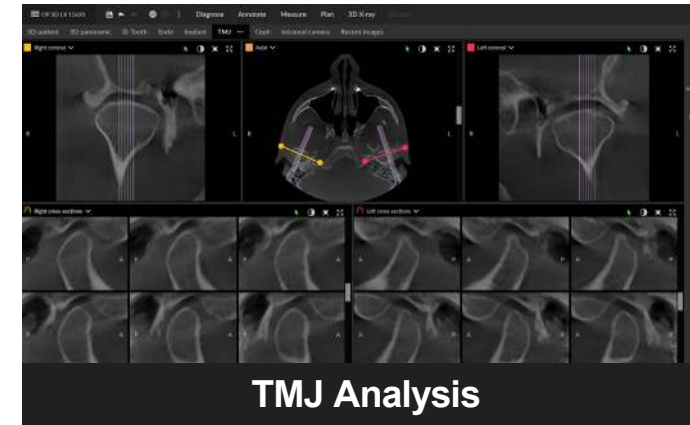 Diagnose Annotate Measure Plan 3D X-ray
3D pattern 3D panoramic Tooth Endo Implant TMJ Ceph Intraoral camera Recent images
Right coronal Axial Left coronal
R L R L R L
Right cross sections Left cross sections
P A P A P A P A P A P A
P A P A P A P A P A P A
TMJ Analysis